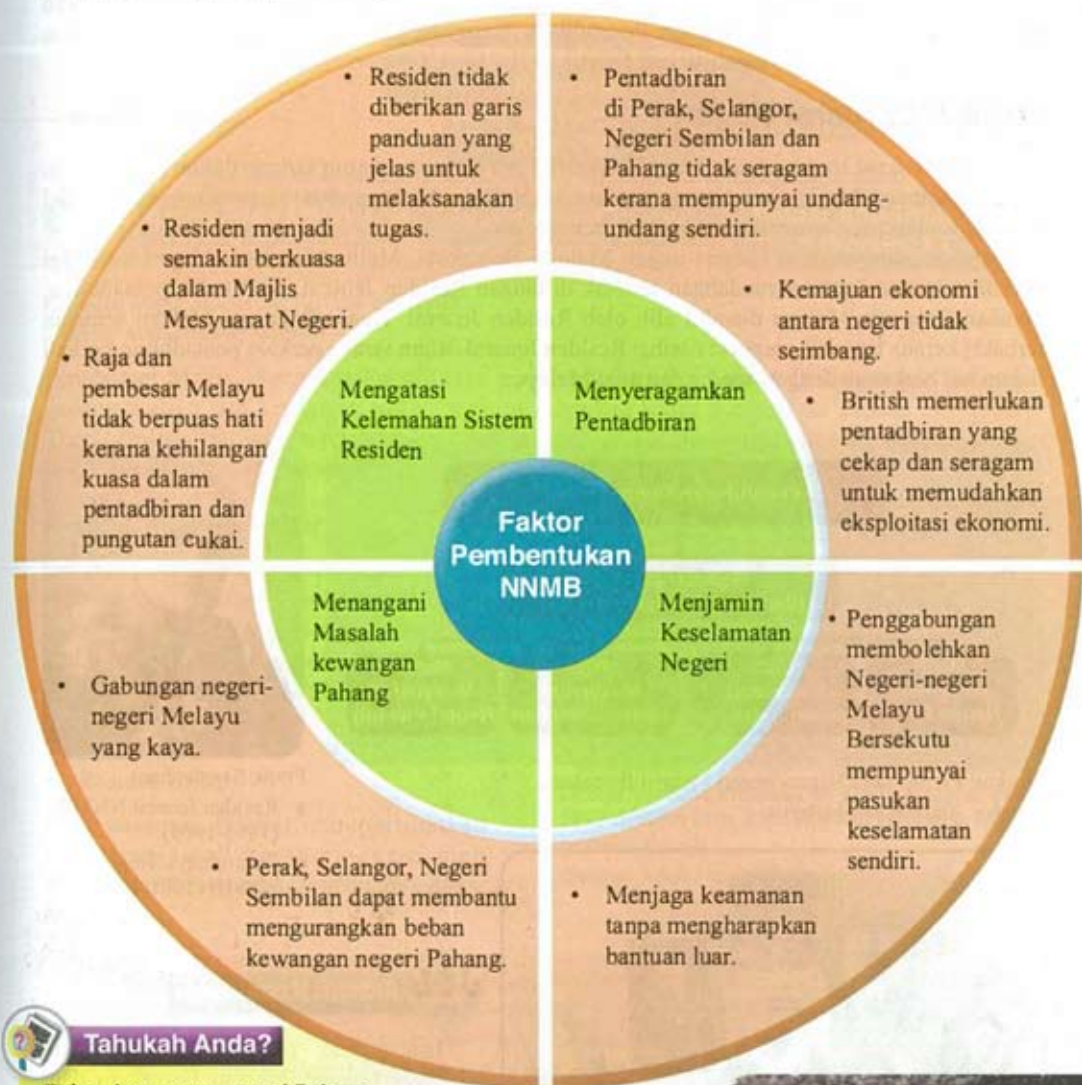 • Residen tidak
diberikan garis
panduan yang
jelas untuk
melaksanakan
tugas.
• Residen menjadi
semakin berkuasa
dalam Majlis
Mesyuarat Negeri.
• Raja dan
pembesar Melayu
tidak berpuas hati
kerana kehilangan
kuasa dalam
pentadbiran dan
pungutan cukai.
Mengatasi
Kelemahan Sistem
Residen
• Pentadbiran
di Perak, Selangor,
Negeri Sembilan dan
Pahang tidak seragam
kerana mempunyai undang-
undang sendiri.
• Kemajuan ekonomi
antara negeri tidak
seimbang.
• British memerlukan
pentadbiran yang
cekap dan seragam
untuk memudahkan
eksploitasi ekonomi.
Menyeragamkan
Pentadbiran
Faktor
Pembentukan
NNMB
Menangani
Masalah
kewangan
Pahang
• Gabungan negeri-
negeri Melayu
yang kaya.
• Perak, Selangor, Negeri
Sembilan dapat membantu
mengurangkan beban
kewangan negeri Pahang.
Menjamin
Keselamatan
Negeri
• Penggabungan
membolehkan
Negeri-negeri
Melayu
Bersekutu
mempunyai
pasukan
keselamatan
sendiri.
• Menjaga keamanan
tanpa mengharapkan
bantuan luar.
Tahukah Anda?